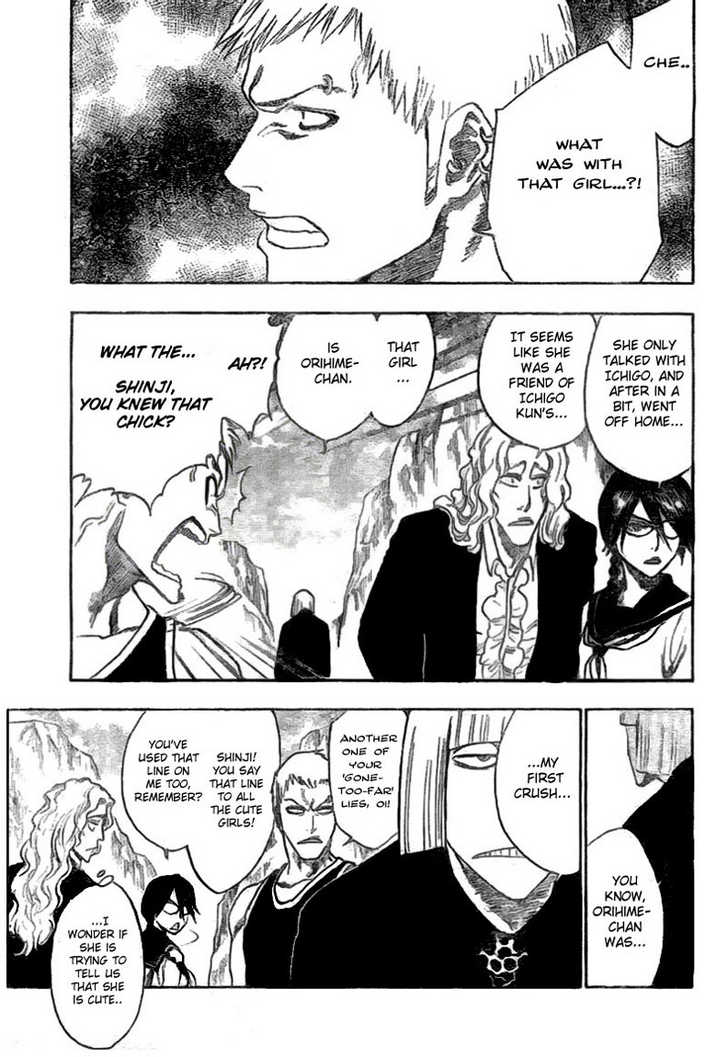 CHE..
WHAT
WAS WITH
THAT GIRL...?!
SHE ONLY
TALKED WITH
ICHIGO, AND
AFTER IN A
BIT, WENT
OFF HOME...
IT SEEMS
LIKE SHE
WAS A
FRIEND OF
ICHIGO
KUN'S...
THAT
GIRL
...
IS
ORIHIME-
CHAN.
AH?!
WHAT THE...
SHINJI,
YOU KNEW THAT
CHICK?
YOU
KNOW,
ORIHIME-
CHAN
WAS...
...MY
FIRST
CRUSH...
ANOTHER
ONE OF
YOUR
'GONE-
TOO-FAR'
LIES, OI!
SHINJI!
YOU SAY
THAT LINE
TO ALL
THE CUTE
GIRLS!
YOU'VE
USED THAT
LINE ON
ME TOO,
REMEMBER?
...I
WONDER IF
SHE IS
TRYING TO
TELL US
THAT SHE
IS CUTE..